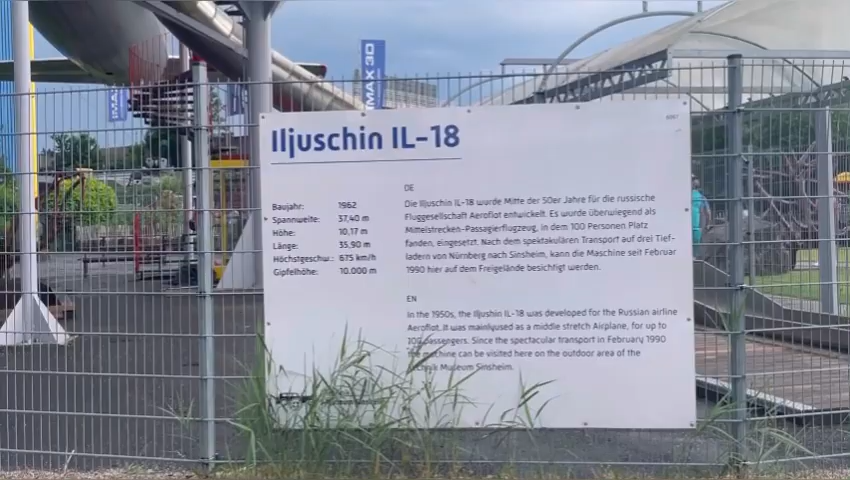 IMAX 3D
IMAX
Iljuschin IL-18
Baujahr: 1962
Spannweite: 37,40 m
Höhe: 10,17 m
Länge: 35,90 m
Höchstgeschw.: 675 km/h
Gipfelhöhe: 10.000 m
DE
Die Iljuschin IL-18 wurde Mitte der 50er Jahre für die russische
Fluggesellschaft Aeroflot entwickelt. Es wurde überwiegend als
Mittelstrecken-Passagierflugzeug, in dem 100 Personen Platz
fanden, eingesetzt. Nach dem spektakulären Transport auf drei Tief-
ladern von Nürnberg nach Sinsheim, kann die Maschine seit Februar
1990 hier auf dem Freigelände besichtigt werden.
EN
In the 1950s, the Iljushin IL-18 was developed for the Russian airline
Aeroflot. It was mainly used as a middle stretch Airplane, for up to
100 passengers. Since the spectacular transport in February 1990
the machine can be visited here on the outdoor area of the
Technik Museum Sinsheim.